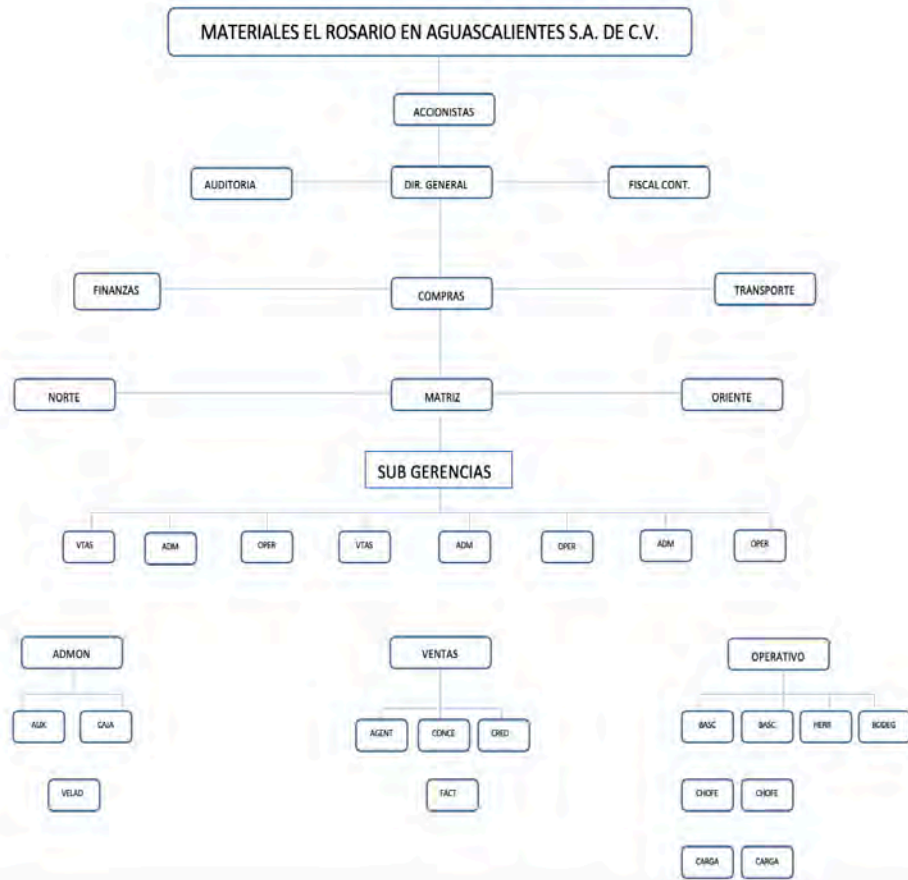 MATERIALES EL ROSARIO EN AGUASCALIENTES S.A. DE C.V.
ACCIONISTAS
AUDITORIA
DIR. GENERAL
FISCAL CONT.
FINANZAS
COMPRAS
TRANSPORTE
NORTE
MATRIZ
ORIENTE
SUB GERENCIAS
VTAS
ADM
OPER
VTAS
ADM
OPER
ADM
OPER
ADMON
VENTAS
OPERATIVO
AUX
CAJA
AGENT
CONCE
CRED
BASC
BASC
HERR
BODEG
VELAD
FACT
CHOFE
CHOFE
CARGA
CARGA